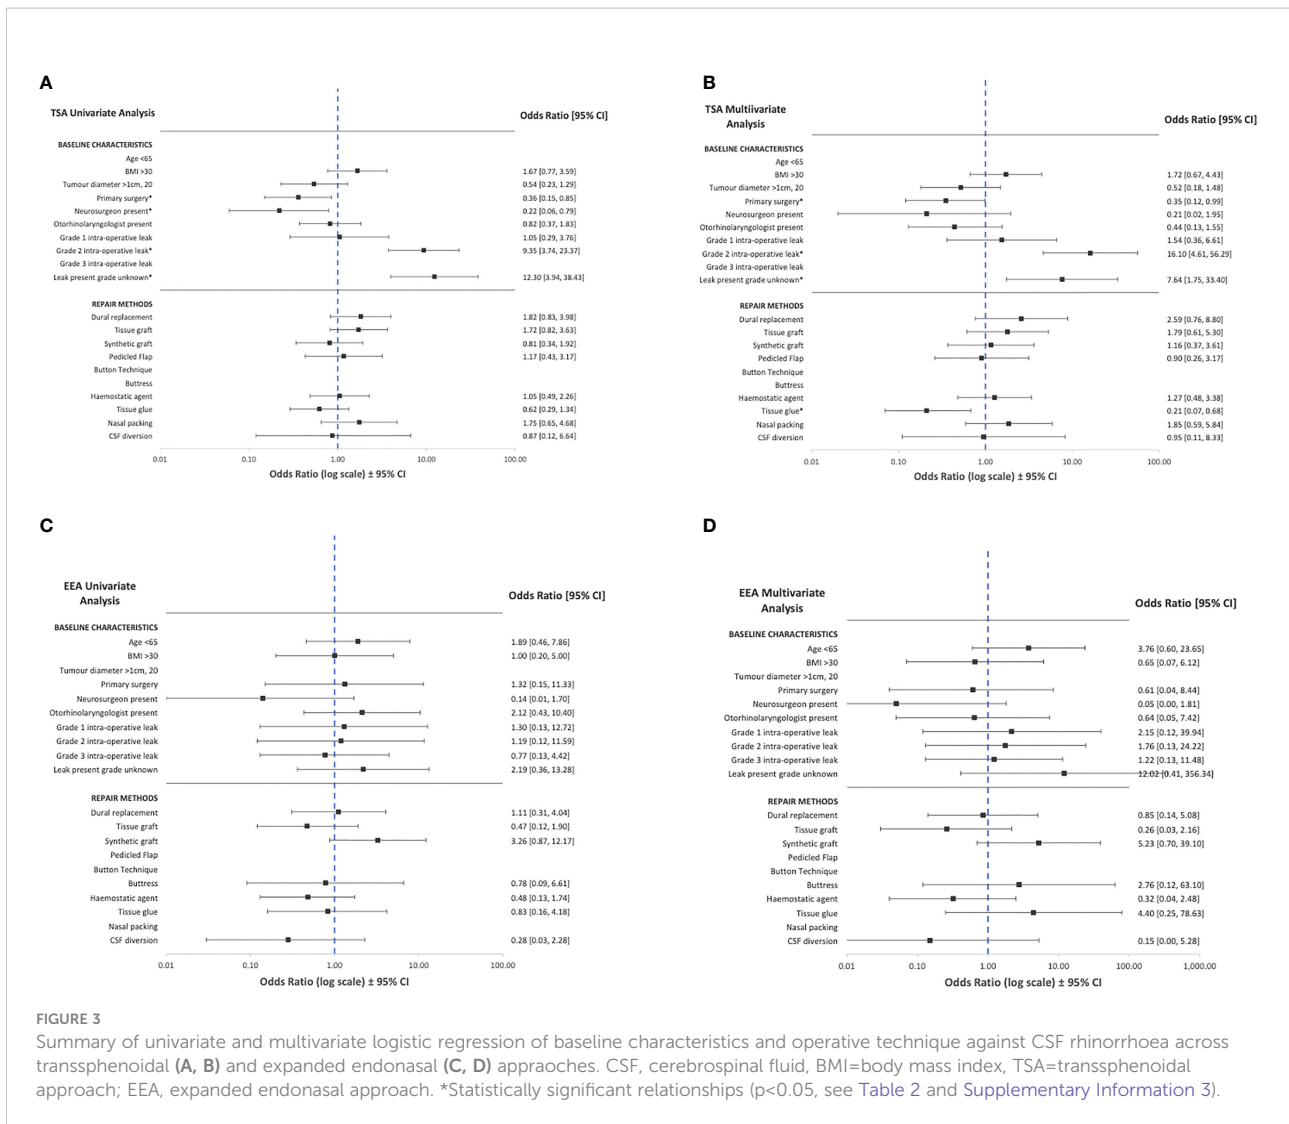 A
TSA Univariate Analysis
Odds Ratio [95% CI]
BASELINE CHARACTERISTICS
Age <65
BMI >30 1.67 [0.77, 3.59]
Tumour diameter >1cm, 20 0.54 [0.23, 1.29]
Primary surgery* 0.36 [0.15, 0.85]
Neurosurgeon present* 0.22 [0.06, 0.79]
Otorhinolaryngologist present 0.82 [0.37, 1.83]
Grade 1 intra-operative leak 1.05 [0.29, 3.76]
Grade 2 intra-operative leak* 9.35 [3.74, 23.37]
Grade 3 intra-operative leak
Leak present grade unknown* 12.30 [3.94, 38.43]
REPAIR METHODS
Dural replacement 1.82 [0.83, 3.98]
Tissue graft 1.72 [0.82, 3.63]
Synthetic graft 0.81 [0.34, 1.92]
Pedicled Flap 1.17 [0.43, 3.17]
Button Technique
Buttress
Haemostatic agent 1.05 [0.49, 2.26]
Tissue glue 0.62 [0.29, 1.34]
Nasal packing 1.75 [0.65, 4.68]
CSF diversion 0.87 [0.12, 6.64]
0.01 0.10 1.00 10.00 100.00
Odds Ratio (log scale) ± 95% CI
B
TSA Multiivariate
Analysis
Odds Ratio [95% CI]
BASELINE CHARACTERISTICS
Age <65
BMI >30 1.72 [0.67, 4.43]
Tumour diameter >1cm, 20 0.52 [0.18, 1.48]
Primary surgery* 0.35 [0.12, 0.99]
Neurosurgeon present 0.21 [0.02, 1.95]
Otorhinolaryngologist present 0.44 [0.13, 1.55]
Grade 1 intra-operative leak 1.54 [0.36, 6.61]
Grade 2 intra-operative leak* 16.10 [4.61, 56.29]
Grade 3 intra-operative leak
Leak present grade unknown* 7.64 [1.75, 33.40]
REPAIR METHODS
Dural replacement 2.59 [0.76, 8.80]
Tissue graft 1.79 [0.61, 5.30]
Synthetic graft 1.16 [0.37, 3.61]
Pedicled Flap 0.90 [0.26, 3.17]
Button Technique
Buttress
Haemostatic agent 1.27 [0.48, 3.38]
Tissue glue* 0.21 [0.07, 0.68]
Nasal packing 1.85 [0.59, 5.84]
CSF diversion 0.95 [0.11, 8.33]
0.01 0.10 1.00 10.00 100.00
Odds Ratio (log scale) ± 95% CI
C
EEA Univariate
Analysis
Odds Ratio [95% CI]
BASELINE CHARACTERISTICS
Age <65 1.89 [0.46, 7.86]
BMI >30 1.00 [0.20, 5.00]
Tumour diameter >1cm, 20
Primary surgery 1.32 [0.15, 11.33]
Neurosurgeon present 0.14 [0.01, 1.70]
Otorhinolaryngologist present 2.12 [0.43, 10.40]
Grade 1 intra-operative leak 1.30 [0.13, 12.72]
Grade 2 intra-operative leak 1.19 [0.12, 11.59]
Grade 3 intra-operative leak 0.77 [0.13, 4.42]
Leak present grade unknown 2.19 [0.36, 13.28]
REPAIR METHODS
Dural replacement 1.11 [0.31, 4.04]
Tissue graft 0.47 [0.12, 1.90]
Synthetic graft 3.26 [0.87, 12.17]
Pedicled Flap
Button Technique
Buttress 0.78 [0.09, 6.61]
Haemostatic agent 0.48 [0.13, 1.74]
Tissue glue 0.83 [0.16, 4.18]
Nasal packing
CSF diversion 0.28 [0.03, 2.28]
0.01 0.10 1.00 10.00 100.00
Odds Ratio (log scale) ± 95% CI
D
EEA Multivariate
Analysis
Odds Ratio [95% CI]
BASELINE CHARACTERISTICS
Age <65 3.76 [0.60, 23.65]
BMI >30 0.65 [0.07, 6.12]
Tumour diameter >1cm, 20
Primary surgery 0.61 [0.04, 8.44]
Neurosurgeon present 0.05 [0.00, 1.81]
Otorhinolaryngologist present 0.64 [0.05, 7.42]
Grade 1 intra-operative leak 2.15 [0.12, 39.94]
Grade 2 intra-operative leak 1.76 [0.13, 24.22]
Grade 3 intra-operative leak 1.22 [0.13, 11.48]
Leak present grade unknown 12.02 [0.41, 356.34]
REPAIR METHODS
Dural replacement 0.85 [0.14, 5.08]
Tissue graft 0.26 [0.03, 2.16]
Synthetic graft 5.23 [0.70, 39.10]
Pedicled Flap
Button Technique
Buttress 2.76 [0.12, 63.10]
Haemostatic agent 0.32 [0.04, 2.48]
Tissue glue 4.40 [0.25, 78.63]
Nasal packing
CSF diversion 0.15 [0.00, 5.28]
0.01 0.10 1.00 10.00 100.00 1,000.00
Odds Ratio (log scale) ± 95% CI
FIGURE 3
Summary of univariate and multivariate logistic regression of baseline characteristics and operative technique against CSF rhinorrhoea across
transsphenoidal (A, B) and expanded endonasal (C, D) appraoches. CSF, cerebrospinal fluid, BMI=body mass index, TSA=transsphenoidal
approach; EEA, expanded endonasal approach. *Statistically significant relationships (p<0.05, see Table 2 and Supplementary Information 3).